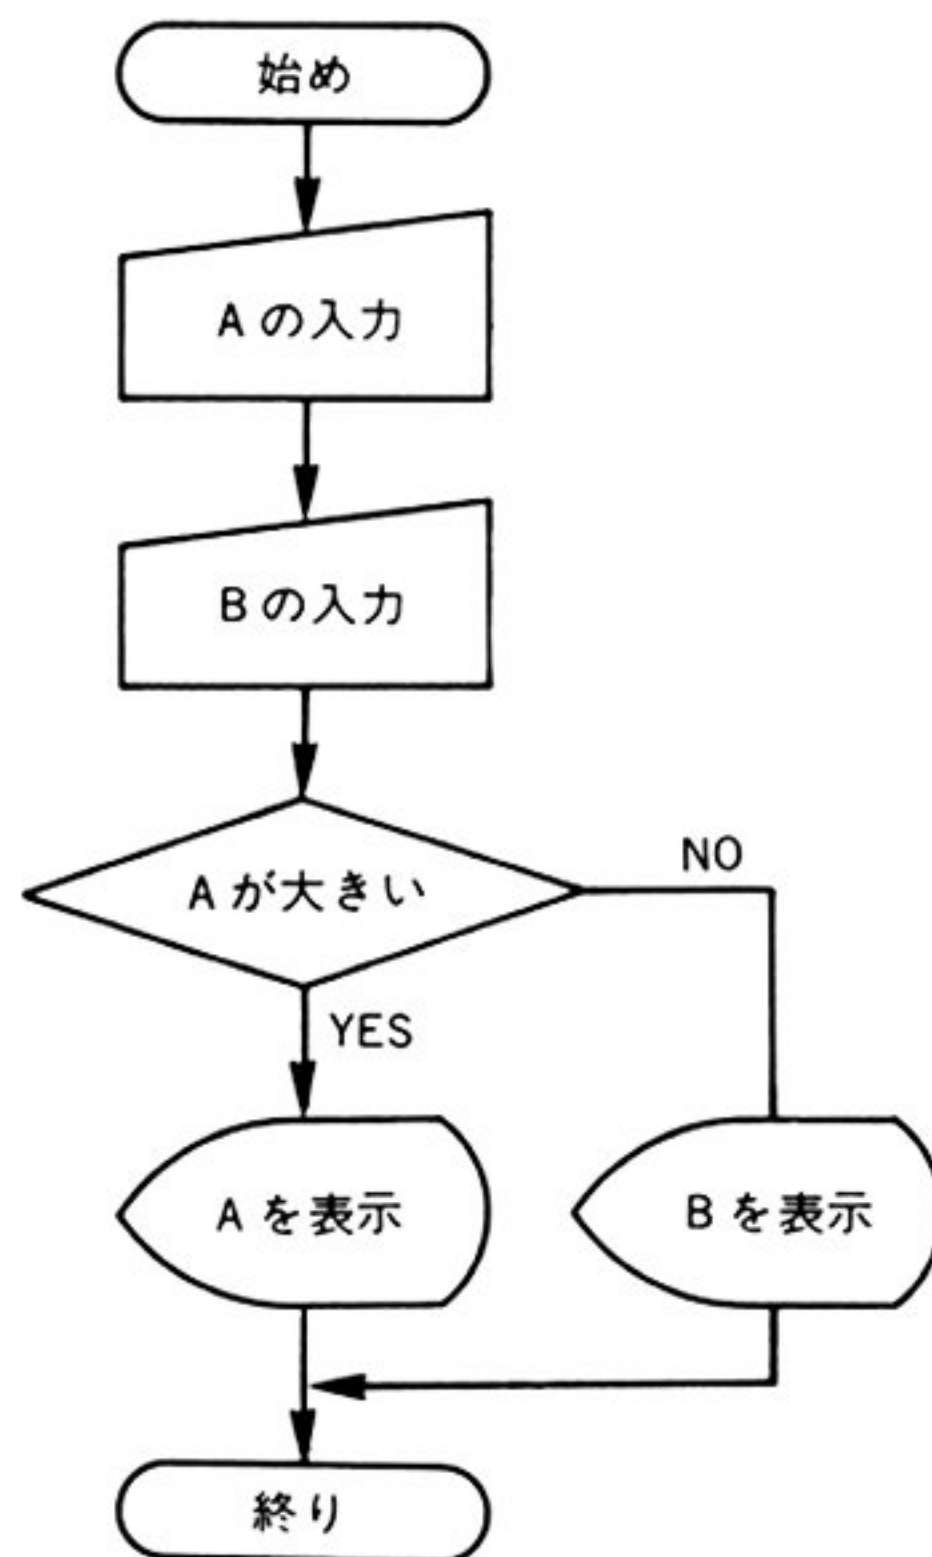 始め
Aの入力
Bの入力
Aが大きい
NO
YES
Aを表示
Bを表示
終り